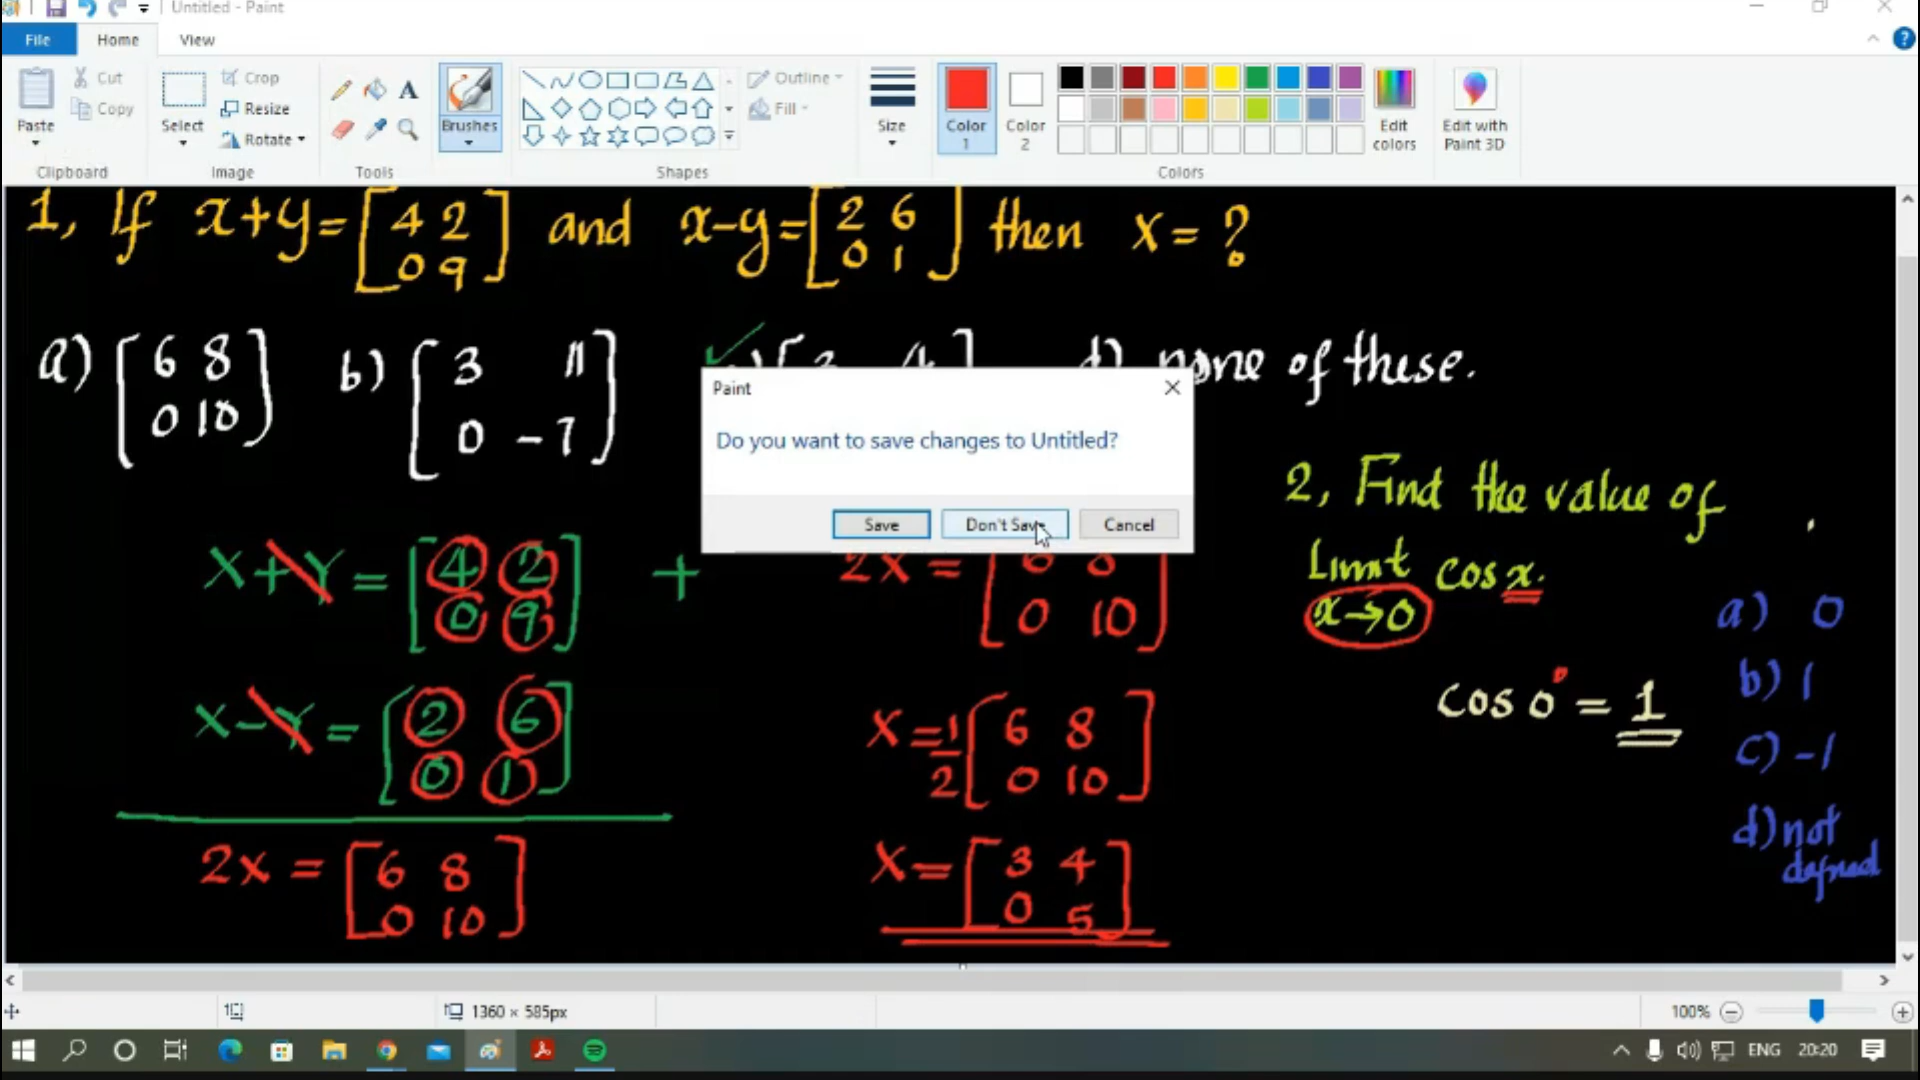 Untitled - Paint
File Home View
Cut
Copy
Paste
Clipboard
Crop
Resize
Rotate
Select
Image
A
Tools
Brushes
Outline
Fill
Shapes
Size
Color 1
Color 2
Edit colors
Edit with Paint 3D
Colors
1, If x+y=[4 2
0 9] and x-y=[2 6
0 1] then x = ?
a) [6 8
0 10] b) [3 11
0 -7] d) none of these.
Paint
Do you want to save changes to Untitled?
Save Don't Save Cancel
X+Y = [4 2
0 9] +
X-Y = [2 6
0 1]
2X = [6 8
0 10]
2X = [6 8
0 10]
X = 1/2 [6 8
0 10]
X = [3 4
0 5]
2, Find the value of
Limit cos x.
x→0
cos 0° = 1
a) 0
b) 1
c) -1
d) not
defined
1360 × 585px
100%
ENG 20:20